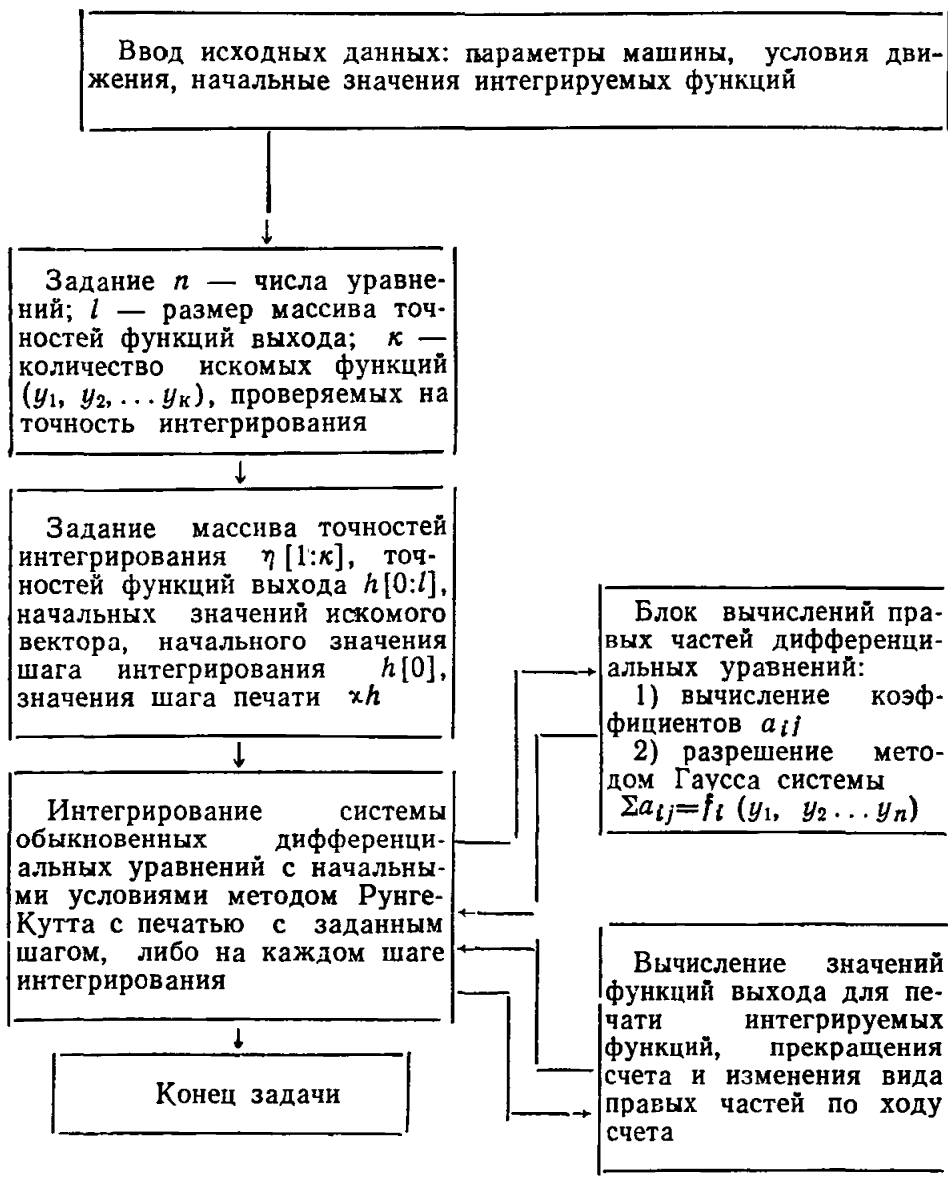 Ввод исходных данных: параметры машины, условия дви-
жения, начальные значения интегрируемых функций
Задание n — числа уравне-
ний; l — размер массива точ-
ностей функций выхода; к —
количество искомых функций
(y₁, y₂, ... yₖ), проверяемых на
точность интегрирования
Задание массива точностей
интегрирования η [1:к], точ-
ностей функций выхода h[0:l],
начальных значений искомого
вектора, начального значения
шага интегрирования h[0],
значения шага печати ϰh
Интегрирование системы
обыкновенных дифференци-
альных уравнений с начальны-
ми условиями методом Рунге-
Кутта с печатью с заданным
шагом, либо на каждом шаге
интегрирования
Конец задачи
Блок вычислений пра-
вых частей дифференци-
альных уравнений:
1) вычисление коэф-
фициентов aᵢⱼ
2) разрешение мето-
дом Гаусса системы
Σaᵢⱼ=fᵢ (y₁, y₂ ... yₙ)
Вычисление значений
функций выхода для пе-
чати интегрируемых
функций, прекращения
счета и изменения вида
правых частей по ходу
счета